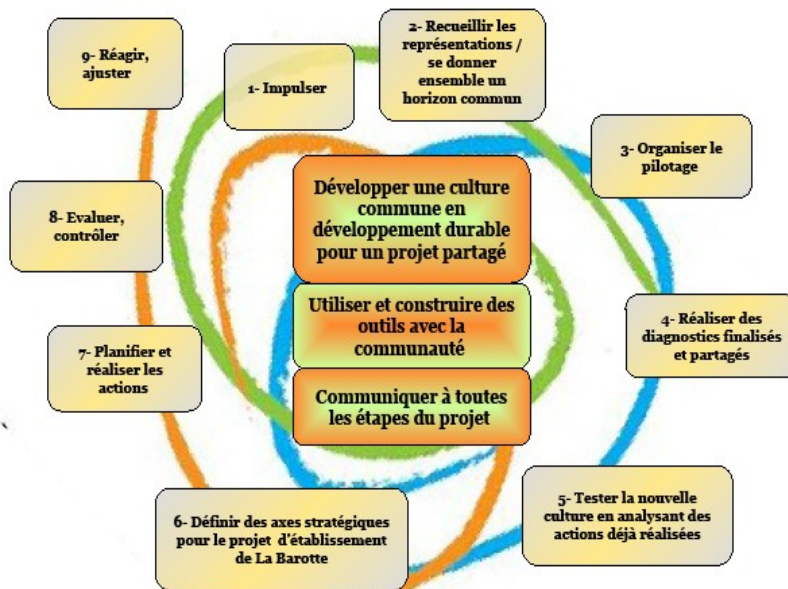 1- Impulser
2- Recueillir les
représentations /
se donner
ensemble un
horizon commun
3- Organiser le
pilotage
4- Réaliser des
diagnostics finalisés
et partagés
5- Tester la nouvelle
culture en analysant des
actions déjà réalisées
6- Définir des axes stratégiques
pour le projet d'établissement
de La Barotte
7- Planifier et
réaliser les
actions
8- Evaluer,
contrôler
9- Réagir,
ajuster
Développer une culture
commune en
développement durable
pour un projet partagé
Utiliser et construire des
outils avec la
communauté
Communiquer à toutes
les étapes du projet